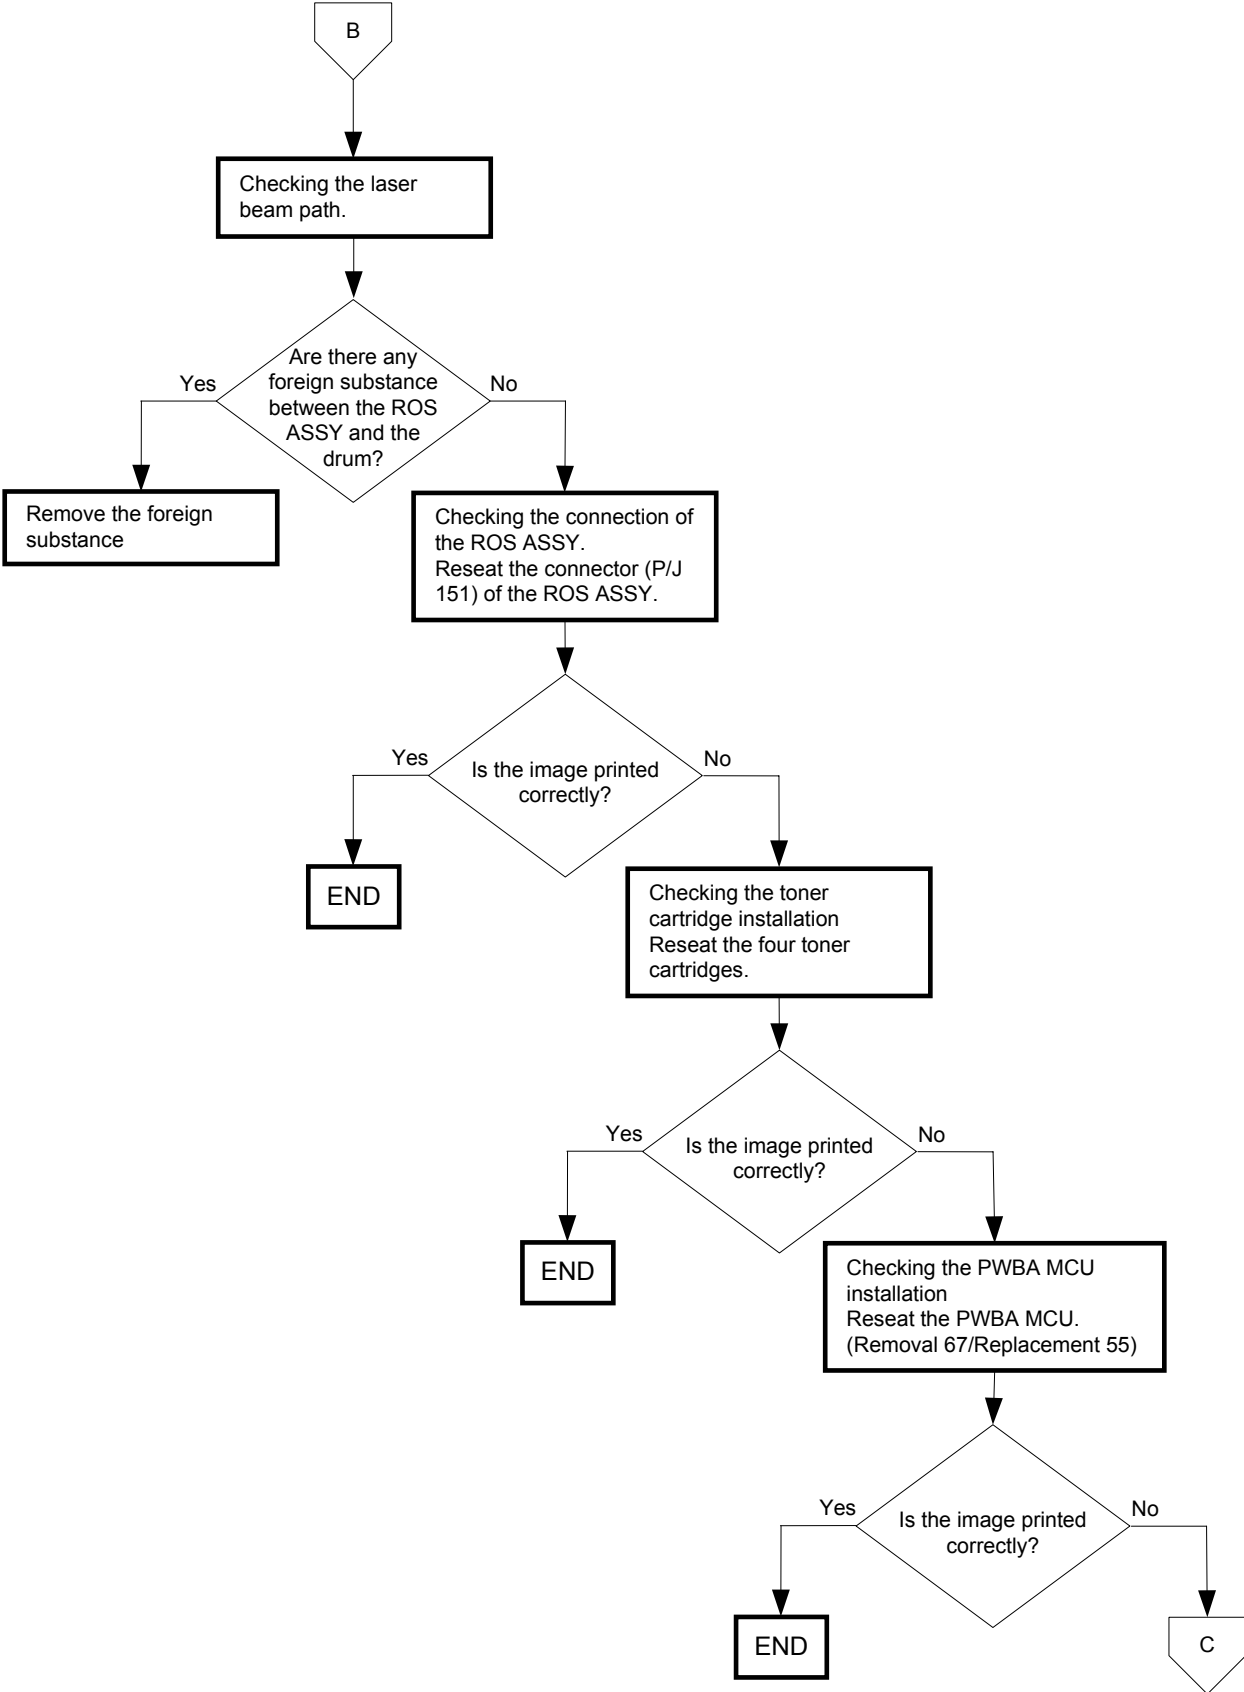 B
Checking the laser
beam path.
Are there any
foreign substance
between the ROS
ASSY and the
drum?
Yes
No
Remove the foreign
substance
Checking the connection of
the ROS ASSY.
Reseat the connector (P/J
151) of the ROS ASSY.
Is the image printed
correctly?
Yes
No
END
Checking the toner
cartridge installation
Reseat the four toner
cartridges.
Is the image printed
correctly?
Yes
No
END
Checking the PWBA MCU
installation
Reseat the PWBA MCU.
(Removal 67/Replacement 55)
Is the image printed
correctly?
Yes
No
END
C